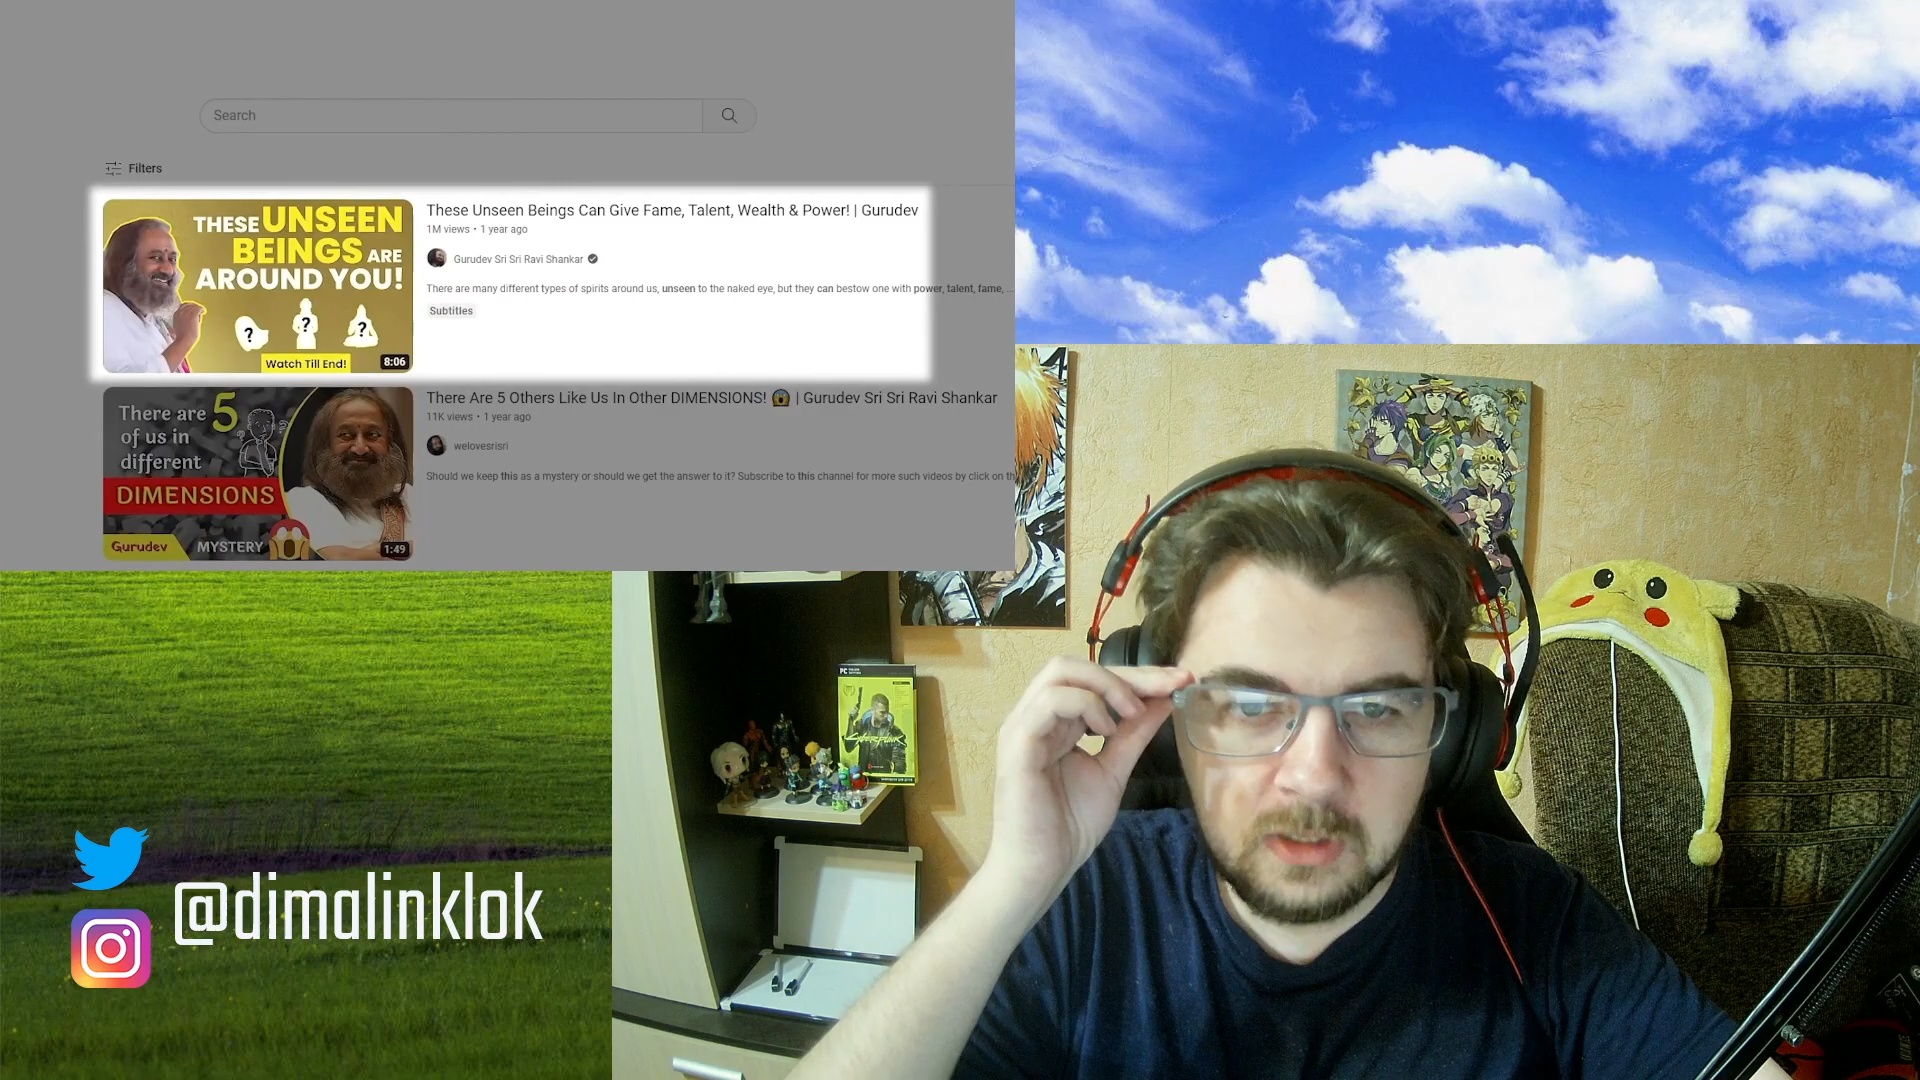 Search
Filters
THESE UNSEEN
BEINGS ARE
AROUND YOU!
? ? ?
Watch Till End!
8:06
These Unseen Beings Can Give Fame, Talent, Wealth & Power! | Gurudev
1M views • 1 year ago
Gurudev Sri Sri Ravi Shankar
There are many different types of spirits around us, unseen to the naked eye, but they can bestow one with power, talent, fame, ...
Subtitles
There are 5
of us in
different
DIMENSIONS
Gurudev MYSTERY
1:49
There Are 5 Others Like Us In Other DIMENSIONS! 😱 | Gurudev Sri Sri Ravi Shankar
11K views • 1 year ago
welovesrisri
Should we keep this as a mystery or should we get the answer to it? Subscribe to this channel for more such videos by click on th
PC
CYBERPUNK
@dimalinklok